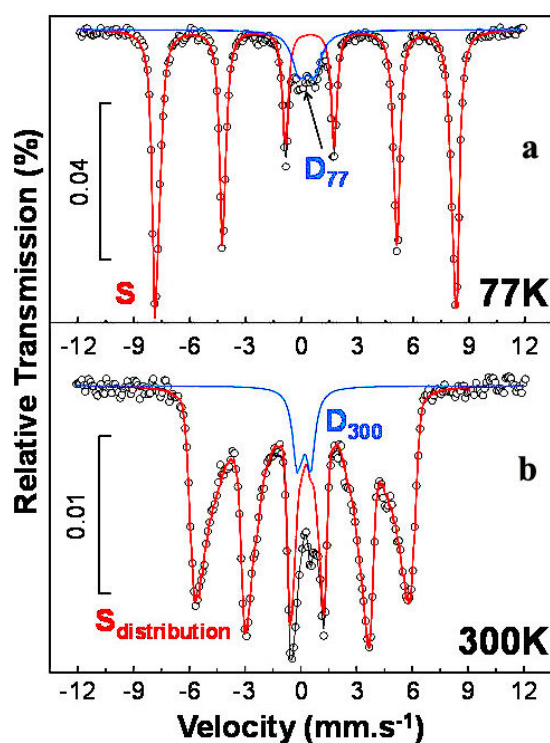 Relative Transmission (%)
0.04
D77
a
S
77K
-12 -9 -6 -3 0 3 6 9 12
D300
b
0.01
Sdistribution
300K
-12 -9 -6 -3 0 3 6 9 12
Velocity (mm.s-1)